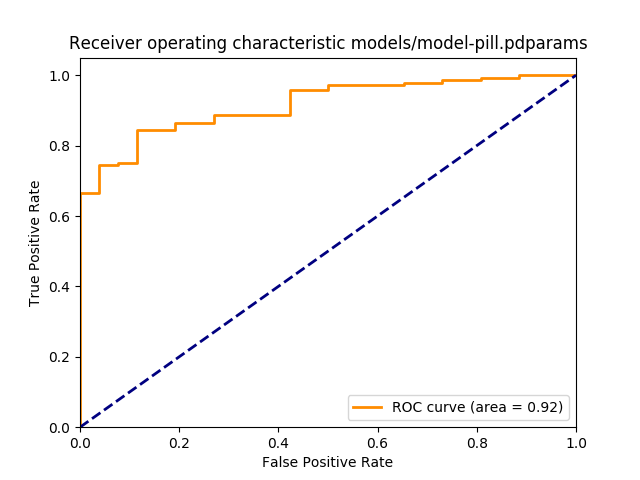 Receiver operating characteristic models/model-pill.pdparams
1.0
0.8
0.6
0.4
0.2
0.0
True Positive Rate
ROC curve (area = 0.92)
0.0 0.2 0.4 0.6 0.8 1.0
False Positive Rate